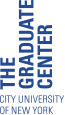 THE
GRADUATE
CENTER
CITY UNIVERSITY
OF NEW YORK